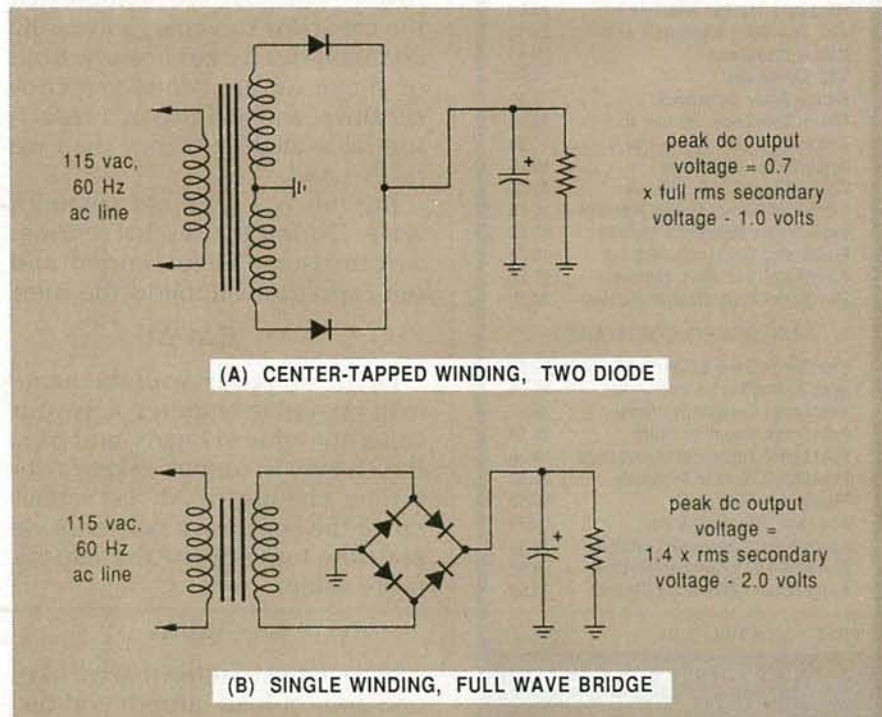 115 vac,
60 Hz
ac line
+
peak dc output
voltage = 0.7
x full rms secondary
voltage - 1.0 volts
(A) CENTER-TAPPED WINDING, TWO DIODE
115 vac,
60 Hz
ac line
+
peak dc output
voltage =
1.4 x rms secondary
voltage - 2.0 volts
(B) SINGLE WINDING, FULL WAVE BRIDGE